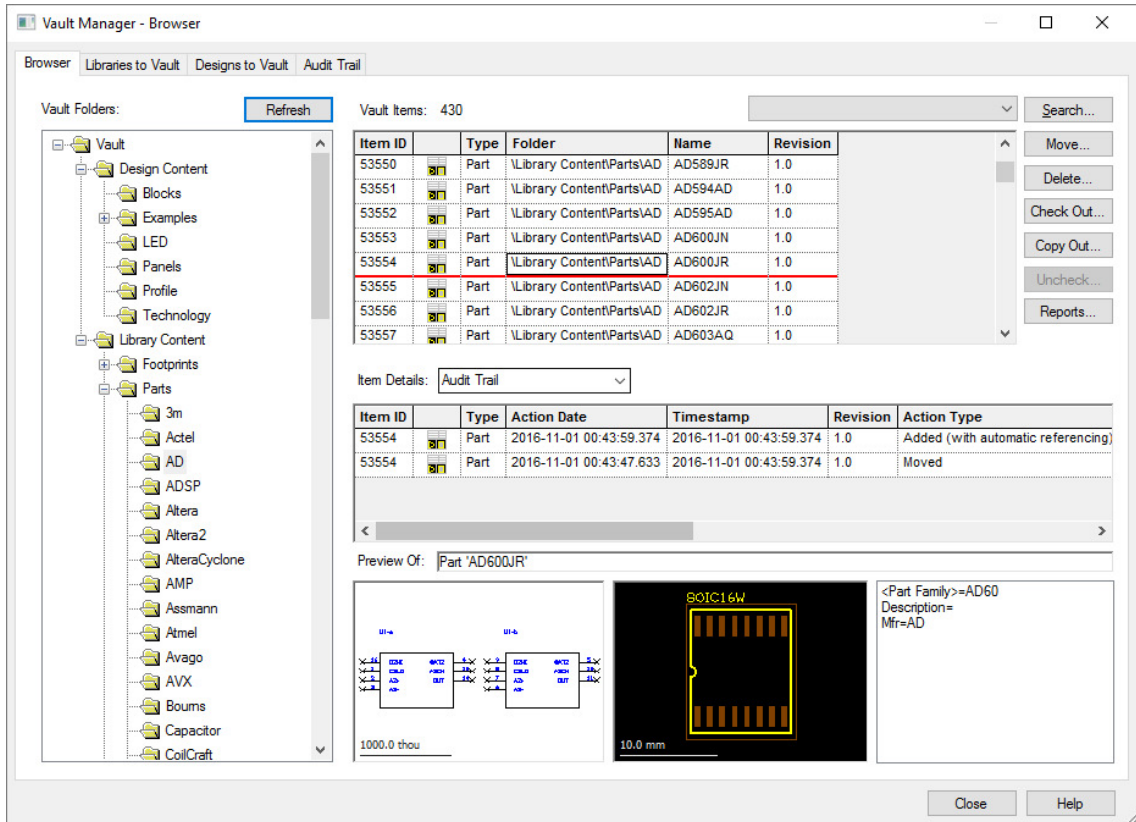 Vault Manager - Browser
Browser Libraries to Vault Designs to Vault Audit Trail
Vault Folders: Refresh
Vault
Design Content
Blocks
Examples
LED
Panels
Profile
Technology
Library Content
Footprints
Parts
3m
Actel
AD
ADSP
Altera
Altera2
AlteraCyclone
AMP
Assmann
Atmel
Avago
AVX
Bourns
Capacitor
CoilCraft
Vault Items: 430
Item ID Type Folder Name Revision
53550 Part \Library Content\Parts\AD AD589JR 1.0
53551 Part \Library Content\Parts\AD AD594AD 1.0
53552 Part \Library Content\Parts\AD AD595AD 1.0
53553 Part \Library Content\Parts\AD AD600JN 1.0
53554 Part \Library Content\Parts\AD AD600JR 1.0
53555 Part \Library Content\Parts\AD AD602JN 1.0
53556 Part \Library Content\Parts\AD AD602JR 1.0
53557 Part \Library Content\Parts\AD AD603AQ 1.0
Search...
Move...
Delete...
Check Out...
Copy Out...
Uncheck...
Reports...
Item Details: Audit Trail
Item ID Type Action Date Timestamp Revision Action Type
53554 Part 2016-11-01 00:43:59.374 2016-11-01 00:43:59.374 1.0 Added (with automatic referencing)
53554 Part 2016-11-01 00:43:47.633 2016-11-01 00:43:59.374 1.0 Moved
Preview Of: Part 'AD600JR'
U1-a U1-b
OUT OUT
1000.0 thou
SOIC16W
10.0 mm
<Part Family>=AD60
Description=
Mfr=AD
Close Help